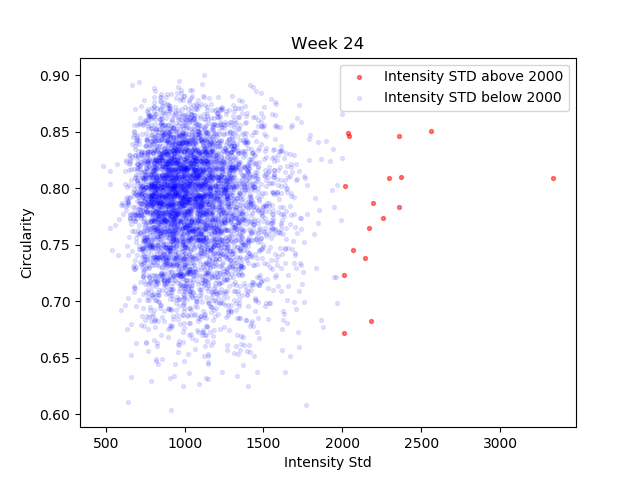 Week 24
Intensity STD above 2000
Intensity STD below 2000
0.90
0.85
0.80
0.75
0.70
0.65
0.60
Circularity
500 1000 1500 2000 2500 3000
Intensity Std